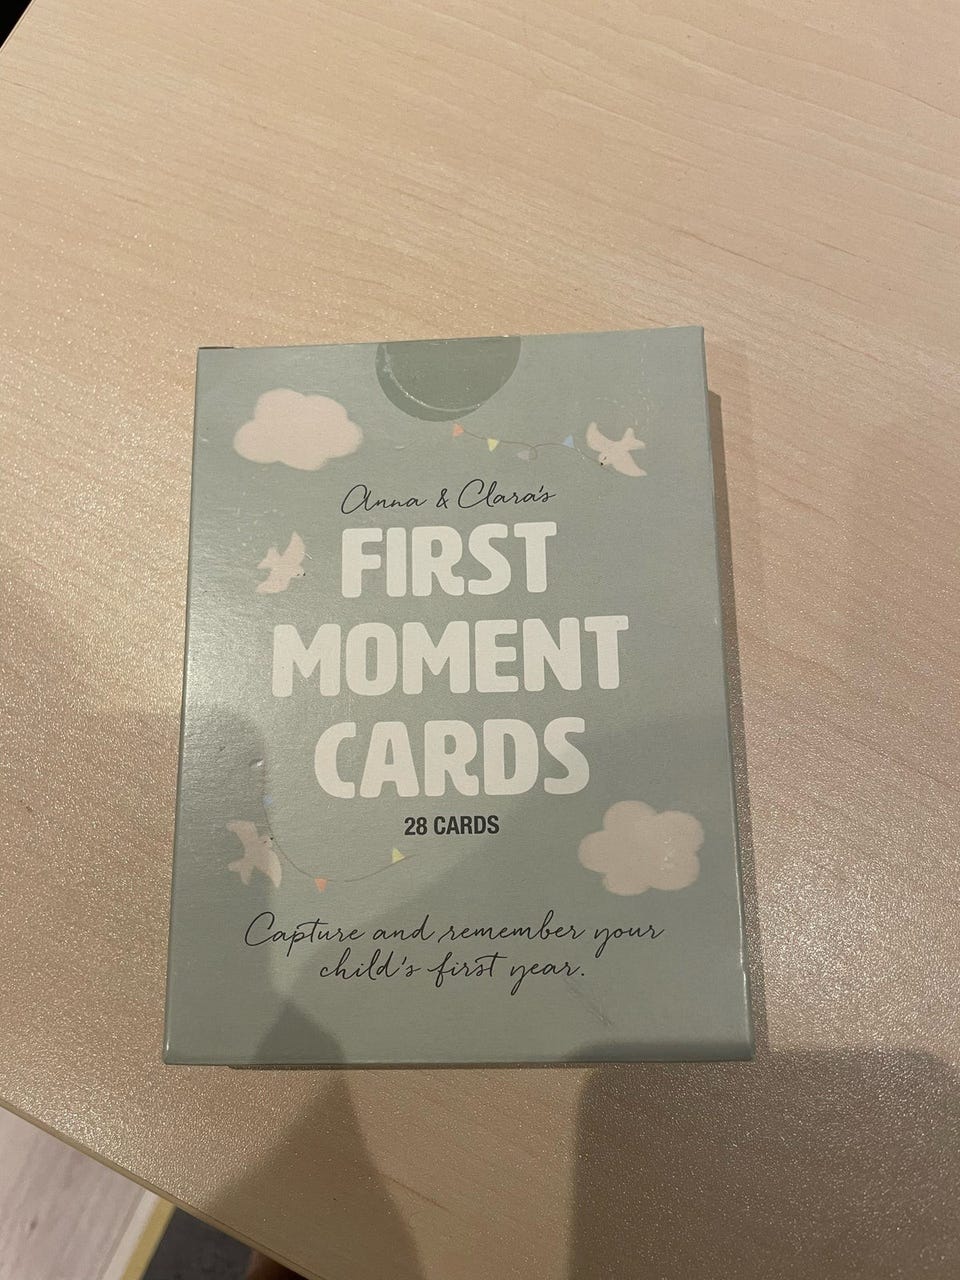 Anna & Clara's
FIRST
MOMENT
CARDS
28 CARDS
Capture and remember your
child's first year.